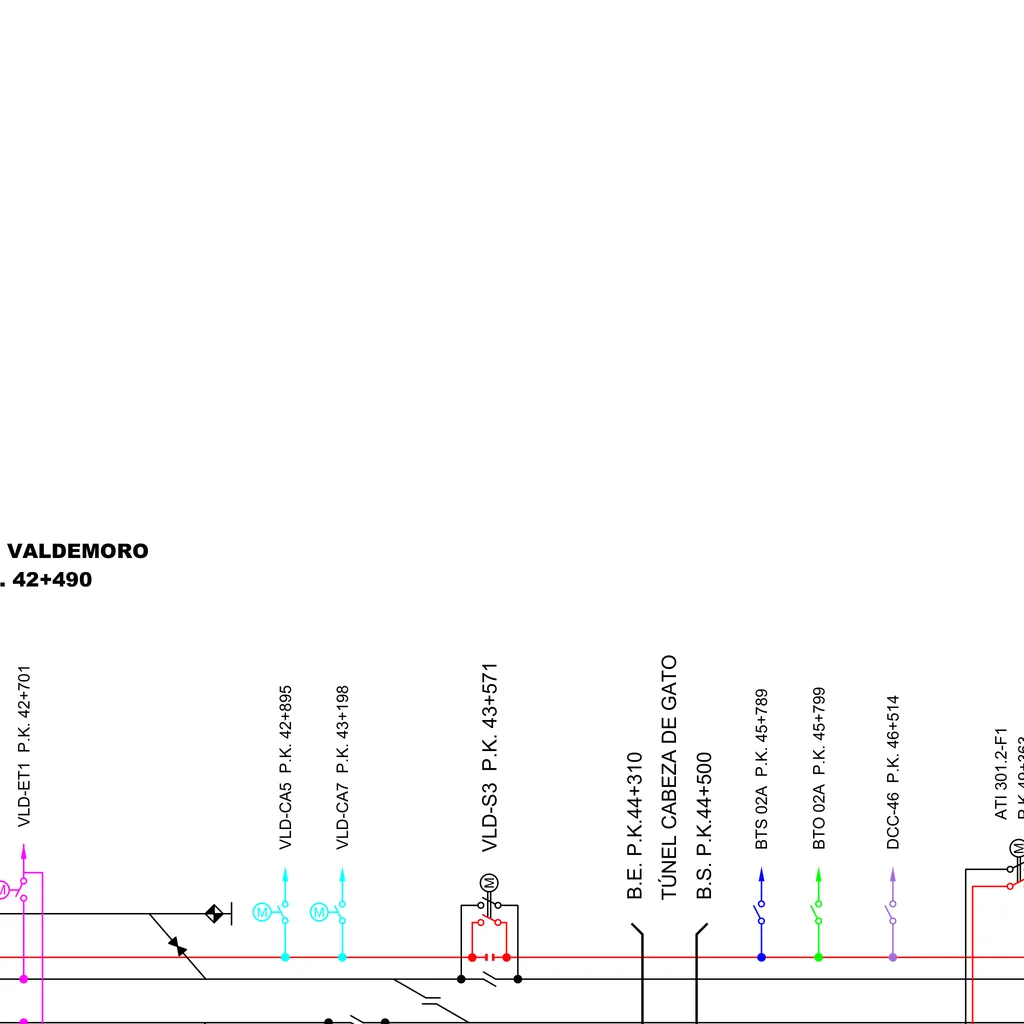 VALDEMORO
. 42+490
VLD-ET1 P.K. 42+701
VLD-CA5 P.K. 42+895
VLD-CA7 P.K. 43+198
VLD-S3 P.K. 43+571
B.E. P.K.44+310
TÚNEL CABEZA DE GATO
B.S. P.K.44+500
BTS 02A P.K. 45+789
BTO 02A P.K. 45+799
DCC-46 P.K. 46+514
ATI 301.2-F1
M
M
M
M
M